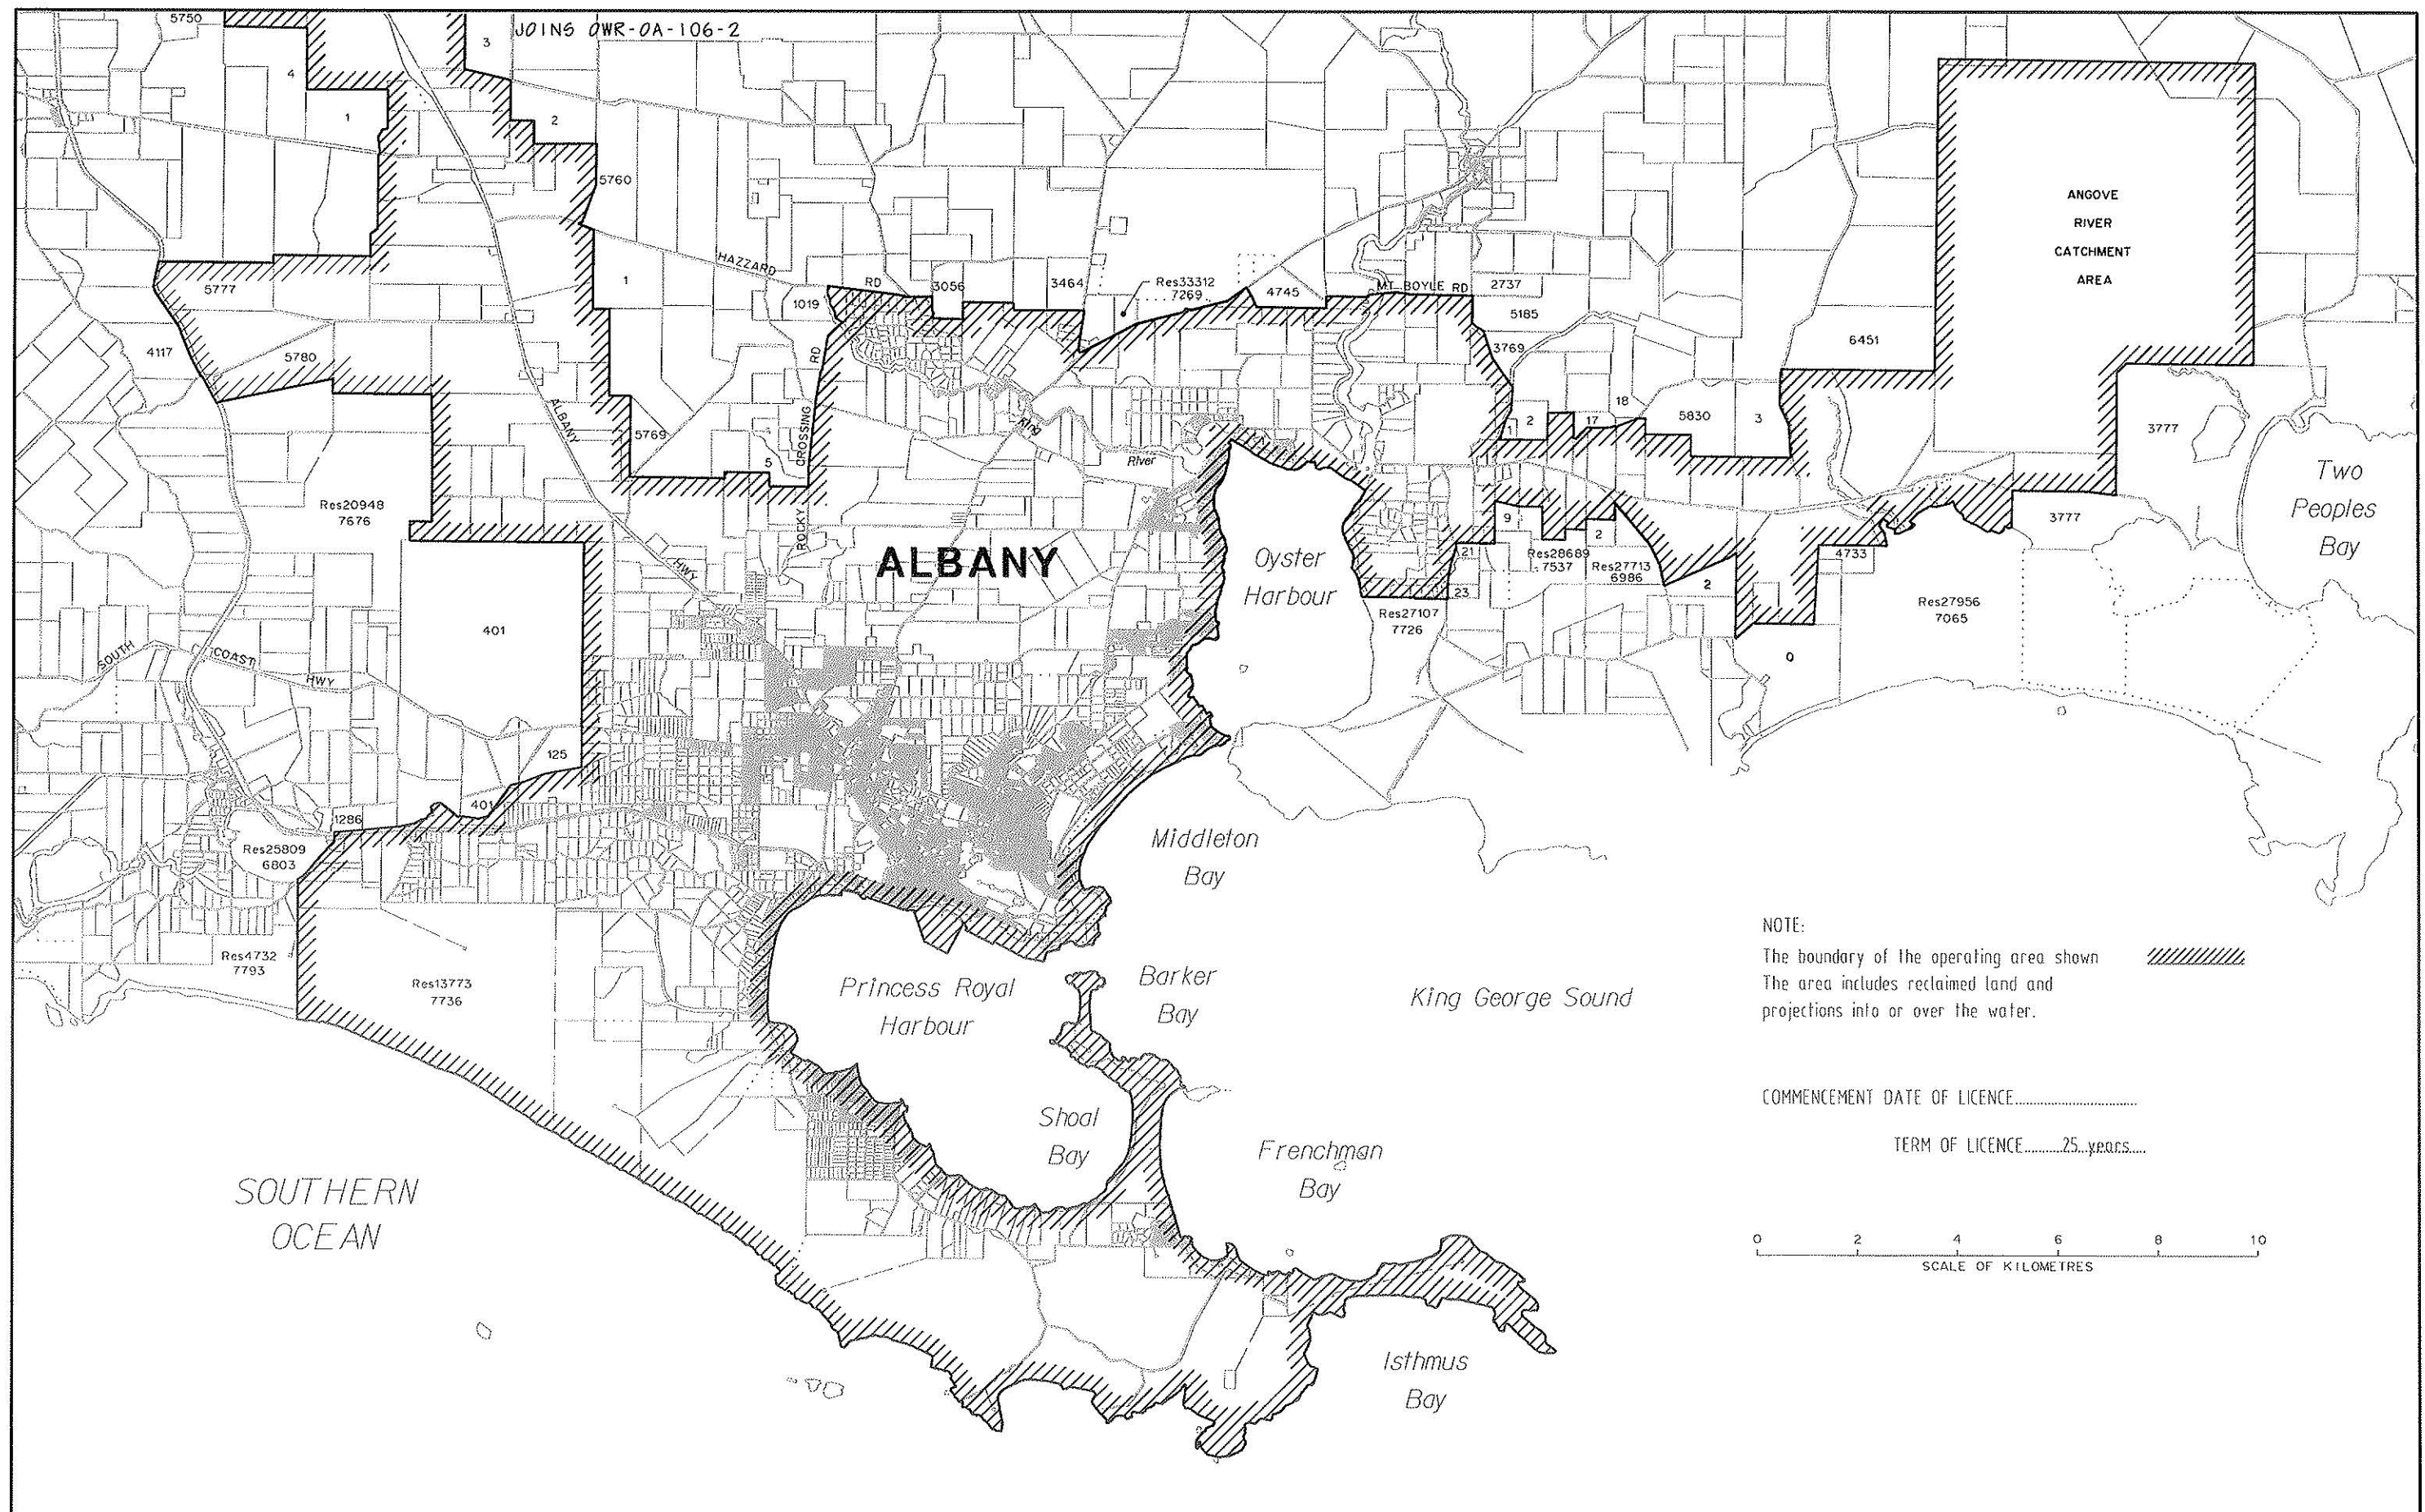 5750
JOINS OWR-OA-106-2
3
4
1
2
5760
ANGOVE
RIVER
CATCHMENT
AREA
HAZZARD
RD
1
5777
1019
3056
3464
Res33312
7269
4745
MT BOYLE RD
2737
5185
4117
5780
RD
3769
6451
ALBANY
CROSSING
King
River
5769
5
1
2
17
18
5830
3
3777
Two
Peoples
Bay
Res20948
7676
ROCKY
HWY
ALBANY
Oyster
Harbour
9
21
23
Res28689
7537
2
Res27713
6986
2
4733
3777
Res27107
7726
Res27956
7065
401
0
SOUTH
COAST
HWY
125
401
1286
Res25809
6803
Middleton
Bay
Res4732
7793
Res13773
7736
Princess Royal
Harbour
Barker
Bay
King George Sound
NOTE:
The boundary of the operating area shown
The area includes reclaimed land and
projections into or over the water.
COMMENCEMENT DATE OF LICENCE
TERM OF LICENCE 25 years
Shoal
Bay
Frenchman
Bay
SOUTHERN
OCEAN
0 2 4 6 8 10
SCALE OF KILOMETRES
Isthmus
Bay